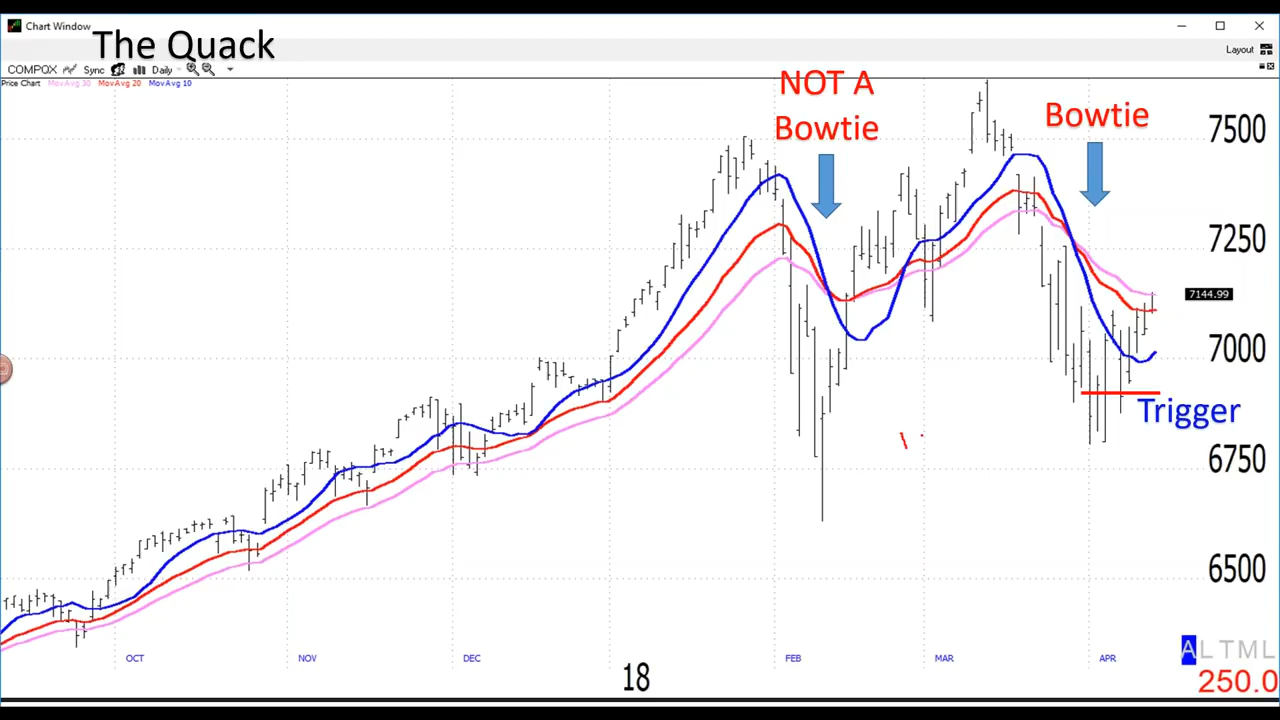 Chart Window
The Quack
Layout
COMPQX Sync Daily
Price Chart MovAvg 30 MovAvg 20 MovAvg 10
NOT A
Bowtie
Bowtie
7500
7250
7144.99
7000
Trigger
6750
6500
OCT NOV DEC 18 FEB MAR APR
ALTML
250.0